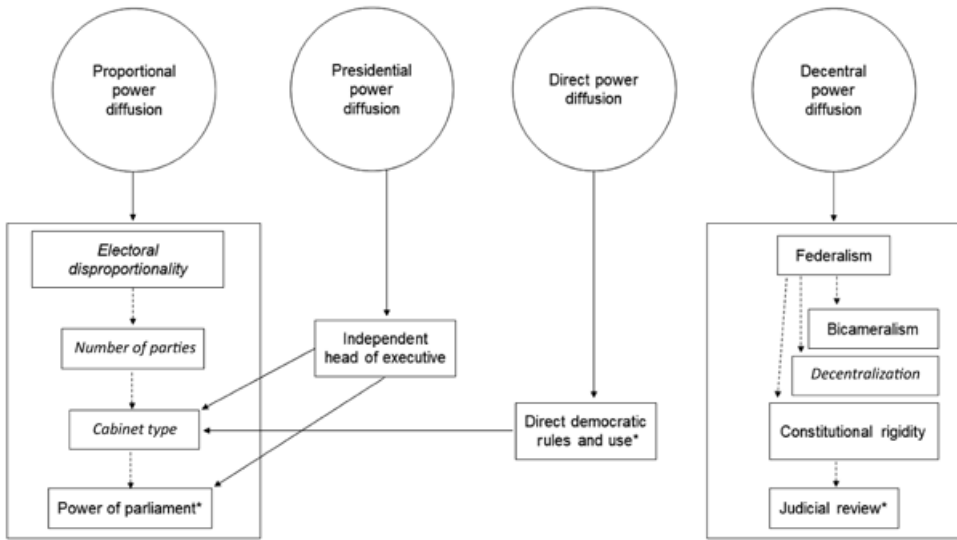 Proportional
power
diffusion
Presidential
power
diffusion
Direct power
diffusion
Decentral
power
diffusion
Electoral
disproportionality
Number of parties
Cabinet type
Power of parliament*
Independent
head of executive
Direct democratic
rules and use*
Federalism
Bicameralism
Decentralization
Constitutional rigidity
Judicial review*